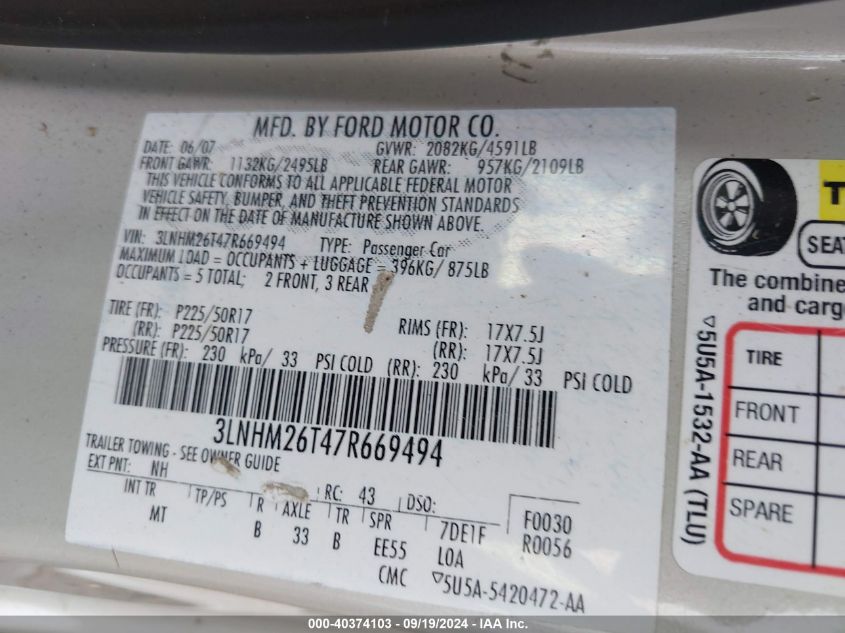 MFD. BY FORD MOTOR CO.
DATE: 06/07 GVWR: 2082KG/4591LB
FRONT GAWR: 1132KG/2495LB REAR GAWR: 957KG/2109LB
THIS VEHICLE CONFORMS TO ALL APPLICABLE FEDERAL MOTOR
VEHICLE SAFETY, BUMPER, AND THEFT PREVENTION STANDARDS
IN EFFECT ON THE DATE OF MANUFACTURE SHOWN ABOVE.
VIN: 3LNHM26T47R669494 TYPE: Passenger Car
MAXIMUM LOAD = OCCUPANTS + LUGGAGE = 396KG/ 875LB
OCCUPANTS = 5 TOTAL; 2 FRONT, 3 REAR
TIRE (FR): P225/50R17 RIMS (FR): 17X7.5J
(RR): P225/50R17 (RR): 17X7.5J
PRESSURE (FR): 230 kPa/ 33 PSI COLD (RR): 230 kPa/ 33 PSI COLD
3LNHM26T47R669494
TRAILER TOWING - SEE OWNER GUIDE
EXT PNT: NH RC: 43 DSO:
INT TR TP/PS R AXLE TR SPR 7DE1F F0030
MT B 33 B EE55 LOA R0056
CMC ▽5U5A-5420472-AA
SEAT
The combine
and cargo
TIRE
FRONT
REAR
SPARE
▽5U5A-1532-AA (TLU)
000-40374103 - 09/19/2024 - IAA Inc.